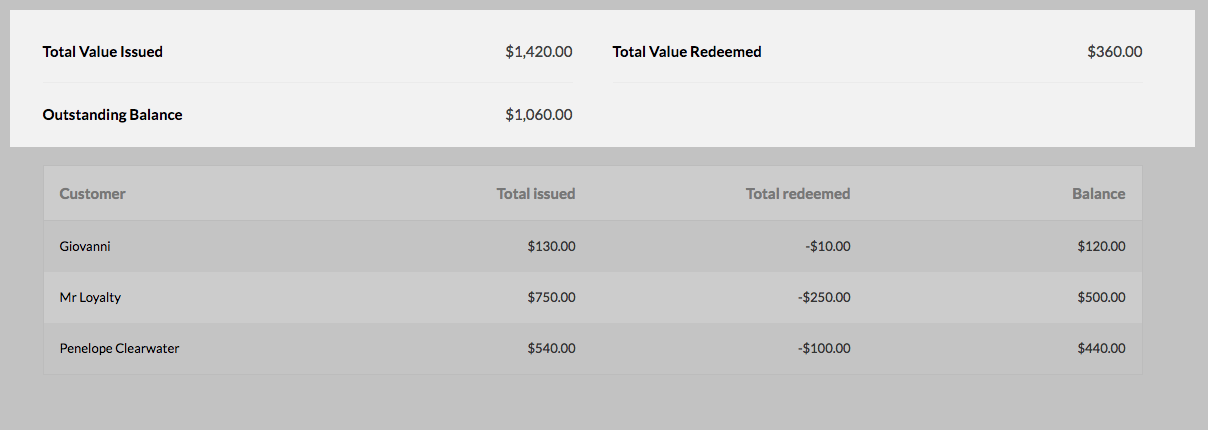 Total Value Issued $1,420.00 Total Value Redeemed $360.00
Outstanding Balance $1,060.00
Customer Total issued Total redeemed Balance
Giovanni $130.00 -$10.00 $120.00
Mr Loyalty $750.00 -$250.00 $500.00
Penelope Clearwater $540.00 -$100.00 $440.00